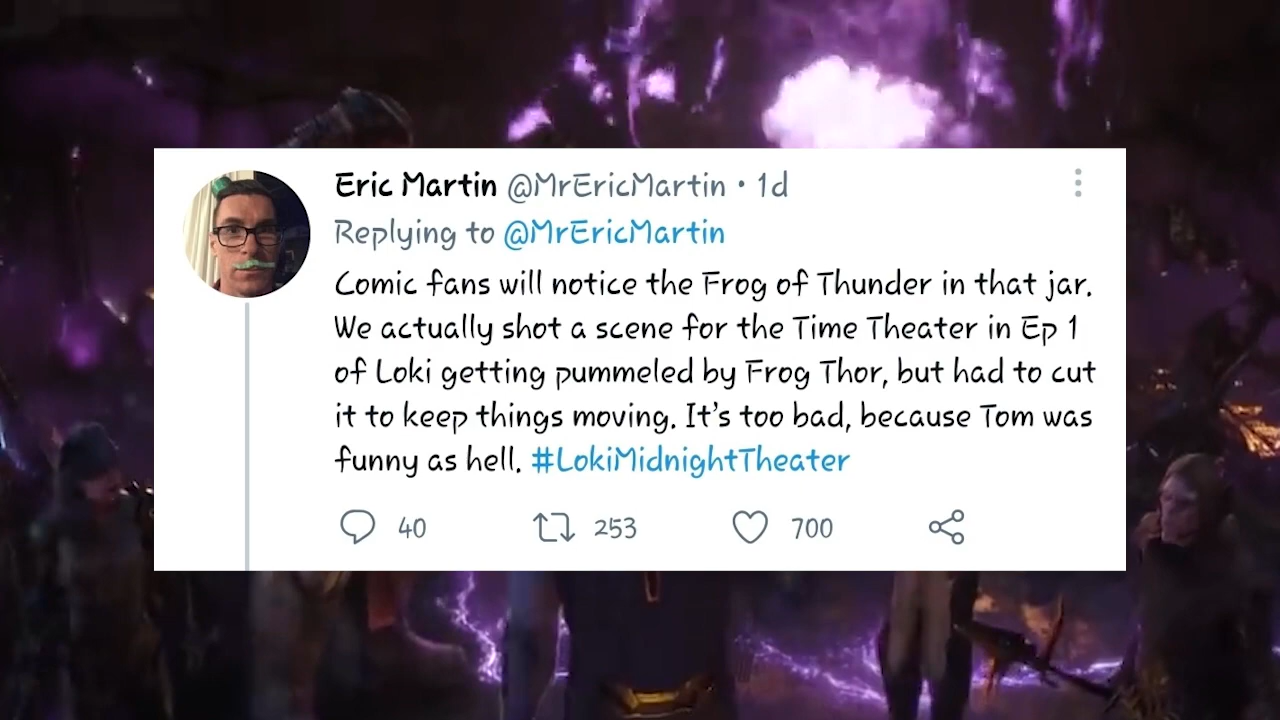 Eric Martin @MrEricMartin • 1d
Replying to @MrEricMartin
Comic fans will notice the Frog of Thunder in that jar.
We actually shot a scene for the Time Theater in Ep 1
of Loki getting pummeled by Frog Thor, but had to cut
it to keep things moving. It's too bad, because Tom was
funny as hell. #LokiMidnightTheater
40 253 700